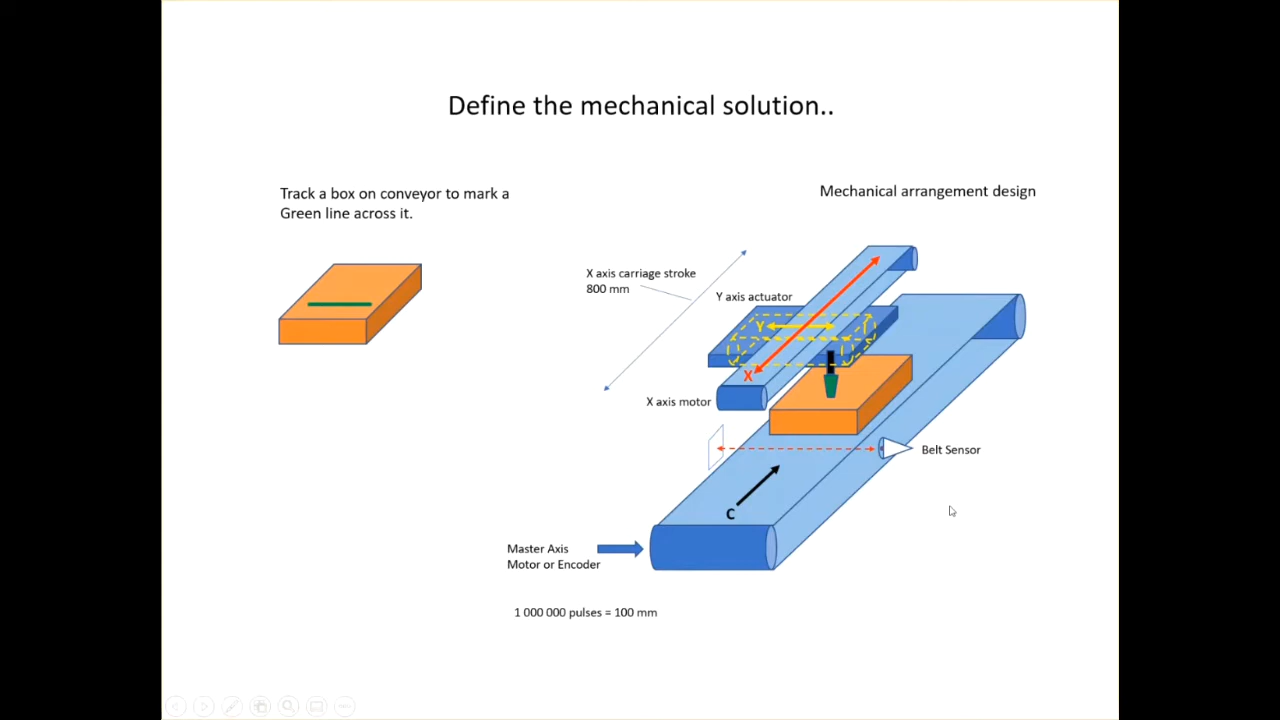 Define the mechanical solution..
Track a box on conveyor to mark a
Green line across it.
Mechanical arrangement design
X axis carriage stroke
800 mm
Y axis actuator
Y
X
X axis motor
Belt Sensor
C
Master Axis
Motor or Encoder
1 000 000 pulses = 100 mm